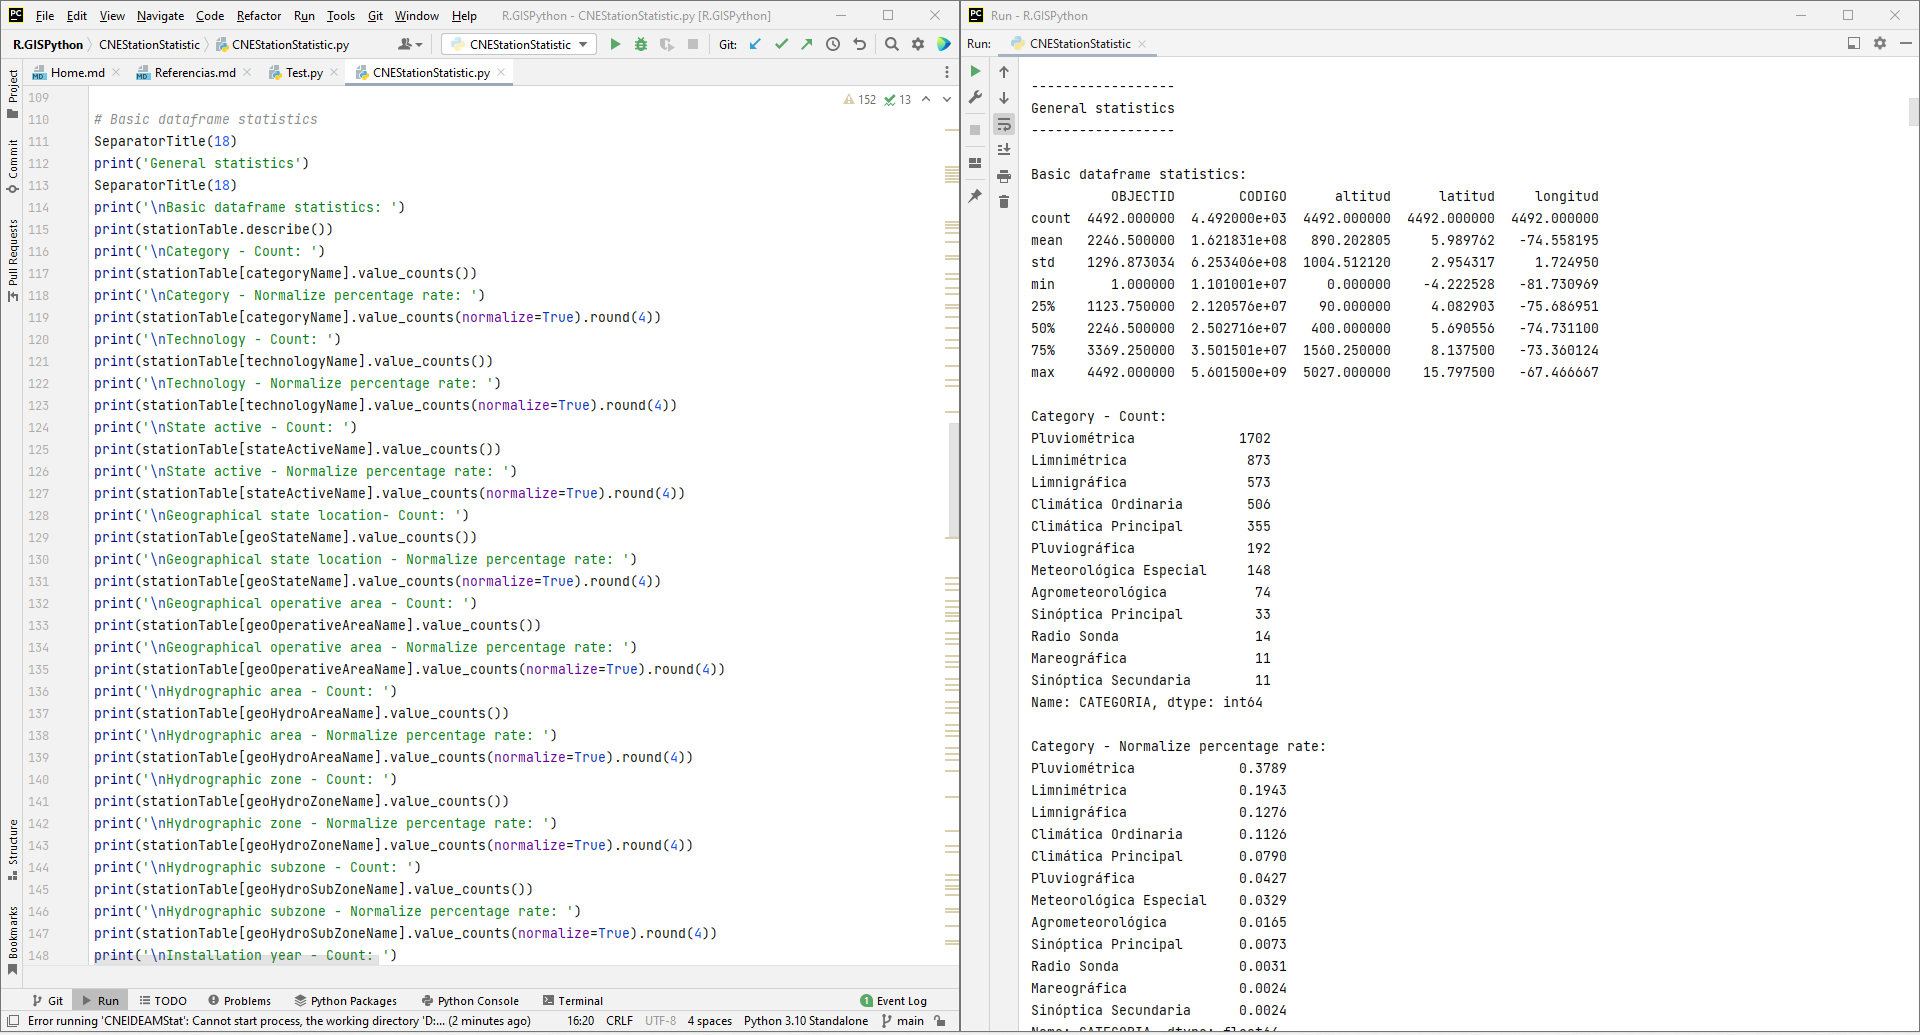 File Edit View Navigate Code Refactor Run Tools Git Window Help R.GISPython - CNEStationStatistic.py [R.GISPython]
R.GISPython CNEStationStatistic CNEStationStatistic.py CNEStationStatistic Git:
Home.md Referencias.md Test.py CNEStationStatistic.py
Project
Commit
Pull Requests
Structure
Bookmarks
152 13
109
110 # Basic dataframe statistics
111 SeparatorTitle(18)
112 print('General statistics')
113 SeparatorTitle(18)
114 print('\nBasic dataframe statistics: ')
115 print(stationTable.describe())
116 print('\nCategory - Count: ')
117 print(stationTable[categoryName].value_counts())
118 print('\nCategory - Normalize percentage rate: ')
119 print(stationTable[categoryName].value_counts(normalize=True).round(4))
120 print('\nTechnology - Count: ')
121 print(stationTable[technologyName].value_counts())
122 print('\nTechnology - Normalize percentage rate: ')
123 print(stationTable[technologyName].value_counts(normalize=True).round(4))
124 print('\nState active - Count: ')
125 print(stationTable[stateActiveName].value_counts())
126 print('\nState active - Normalize percentage rate: ')
127 print(stationTable[stateActiveName].value_counts(normalize=True).round(4))
128 print('\nGeographical state location- Count: ')
129 print(stationTable[geoStateName].value_counts())
130 print('\nGeographical state location - Normalize percentage rate: ')
131 print(stationTable[geoStateName].value_counts(normalize=True).round(4))
132 print('\nGeographical operative area - Count: ')
133 print(stationTable[geoOperativeAreaName].value_counts())
134 print('\nGeographical operative area - Normalize percentage rate: ')
135 print(stationTable[geoOperativeAreaName].value_counts(normalize=True).round(4))
136 print('\nHydrographic area - Count: ')
137 print(stationTable[geoHydroAreaName].value_counts())
138 print('\nHydrographic area - Normalize percentage rate: ')
139 print(stationTable[geoHydroAreaName].value_counts(normalize=True).round(4))
140 print('\nHydrographic zone - Count: ')
141 print(stationTable[geoHydroZoneName].value_counts())
142 print('\nHydrographic zone - Normalize percentage rate: ')
143 print(stationTable[geoHydroZoneName].value_counts(normalize=True).round(4))
144 print('\nHydrographic subzone - Count: ')
145 print(stationTable[geoHydroSubZoneName].value_counts())
146 print('\nHydrographic subzone - Normalize percentage rate: ')
147 print(stationTable[geoHydroSubZoneName].value_counts(normalize=True).round(4))
148 print('\nInstallation year - Count: ')
Git Run TODO Problems Python Packages Python Console Terminal 1 Event Log
Error running 'CNEIDEAMStat': Cannot start process, the working directory 'D:... (2 minutes ago) 16:20 CRLF UTF-8 4 spaces Python 3.10 Standalone main
Run - R.GISPython
Run: CNEStationStatistic
------------------
General statistics
------------------
Basic dataframe statistics:
OBJECTID CODIGO altitud latitud longitud
count 4492.000000 4.492000e+03 4492.000000 4492.000000 4492.000000
mean 2246.500000 1.621831e+08 890.202805 5.989762 -74.558195
std 1296.873034 6.253406e+08 1004.512120 2.954317 1.724950
min 1.000000 1.101001e+07 0.000000 -4.222528 -81.730969
25% 1123.750000 2.120576e+07 90.000000 4.082903 -75.686951
50% 2246.500000 2.502716e+07 400.000000 5.690556 -74.731100
75% 3369.250000 3.501501e+07 1560.250000 8.137500 -73.360124
max 4492.000000 5.601500e+09 5027.000000 15.797500 -67.466667
Category - Count:
Pluviométrica 1702
Limnimétrica 873
Limnigráfica 573
Climática Ordinaria 506
Climática Principal 355
Pluviográfica 192
Meteorológica Especial 148
Agrometeorológica 74
Sinóptica Principal 33
Radio Sonda 14
Mareográfica 11
Sinóptica Secundaria 11
Name: CATEGORIA, dtype: int64
Category - Normalize percentage rate:
Pluviométrica 0.3789
Limnimétrica 0.1943
Limnigráfica 0.1276
Climática Ordinaria 0.1126
Climática Principal 0.0790
Pluviográfica 0.0427
Meteorológica Especial 0.0329
Agrometeorológica 0.0165
Sinóptica Principal 0.0073
Radio Sonda 0.0031
Mareográfica 0.0024
Sinóptica Secundaria 0.0024
Name: CATEGORIA, dtype: float64